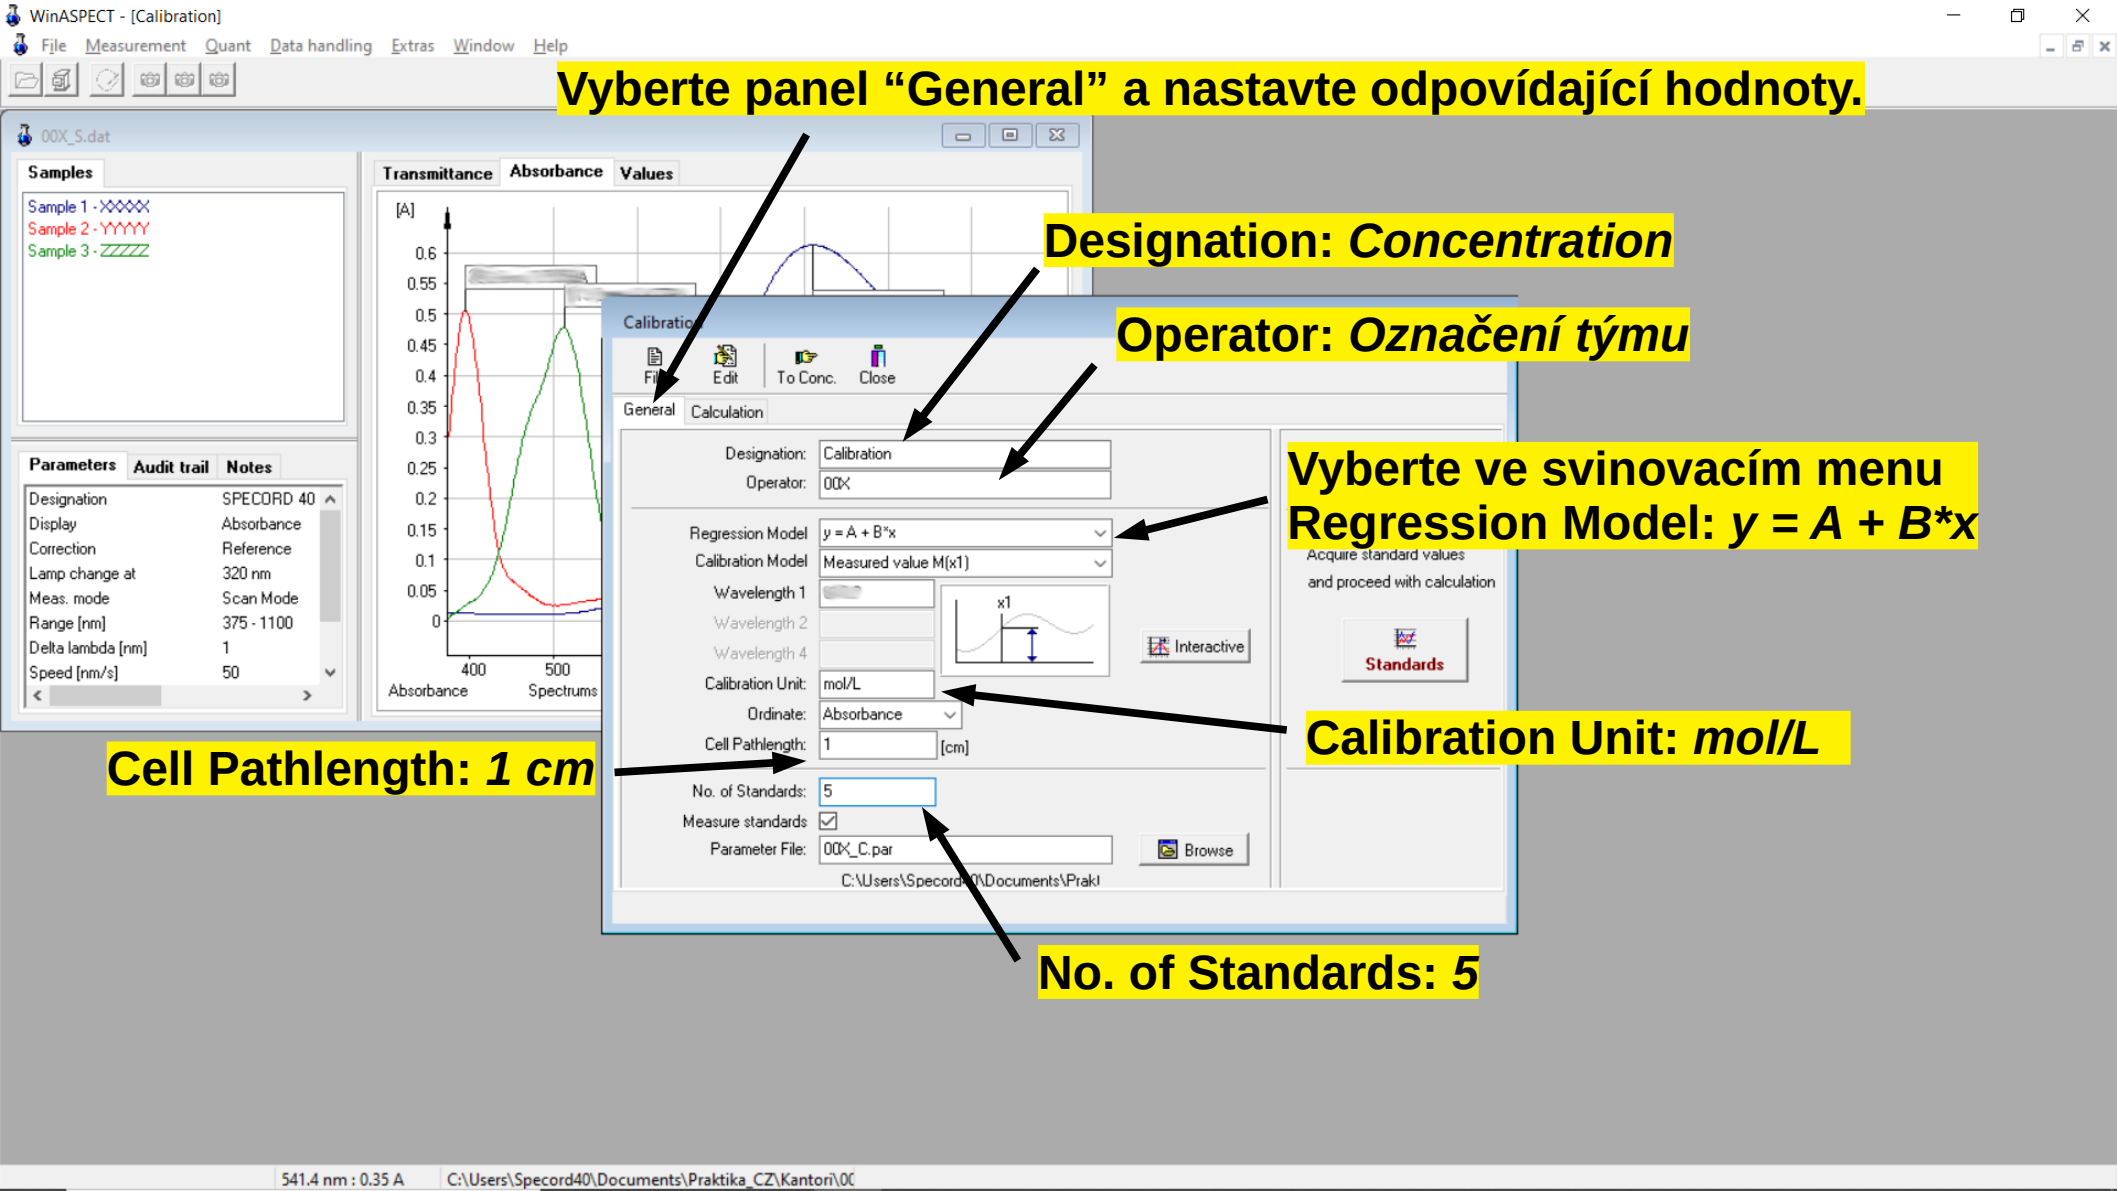 WinASPECT - [Calibration]
File Measurement Quant Data handling Extras Window Help
Vyberte panel “General” a nastavte odpovídající hodnoty.
00X_S.dat
Samples
Sample 1 - XXXXX
Sample 2 - YYYYY
Sample 3 - ZZZZZ
Transmittance Absorbance Values
[A]
0.6
0.55
0.5
0.45
0.4
0.35
0.3
0.25
0.2
0.15
0.1
0.05
0
400 500
Absorbance Spectrums
Parameters Audit trail Notes
Designation SPECORD 40
Display Absorbance
Correction Reference
Lamp change at 320 nm
Meas. mode Scan Mode
Range [nm] 375 - 1100
Delta lambda [nm] 1
Speed [nm/s] 50
Designation: Concentration
Operator: Označení týmu
Calibration
Edit To Conc. Close
General Calculation
Designation: Calibration
Operator: 00X
Regression Model y = A + B*x
Calibration Model Measured value M(x1)
Wavelength 1
Wavelength 2
Wavelength 4
x1
Interactive
Calibration Unit: mol/L
Ordinate: Absorbance
Cell Pathlength: 1 [cm]
No. of Standards: 5
Measure standards
Parameter File: 00X_C.par
Browse
C:\Users\Specord40\Documents\Prakt
Vyberte ve svinovacím menu
Regression Model: y = A + B*x
Acquire standard values
and proceed with calculation
Standards
Calibration Unit: mol/L
Cell Pathlength: 1 cm
No. of Standards: 5
541.4 nm : 0.35 A C:\Users\Specord40\Documents\Praktika_CZ\Kantori\00